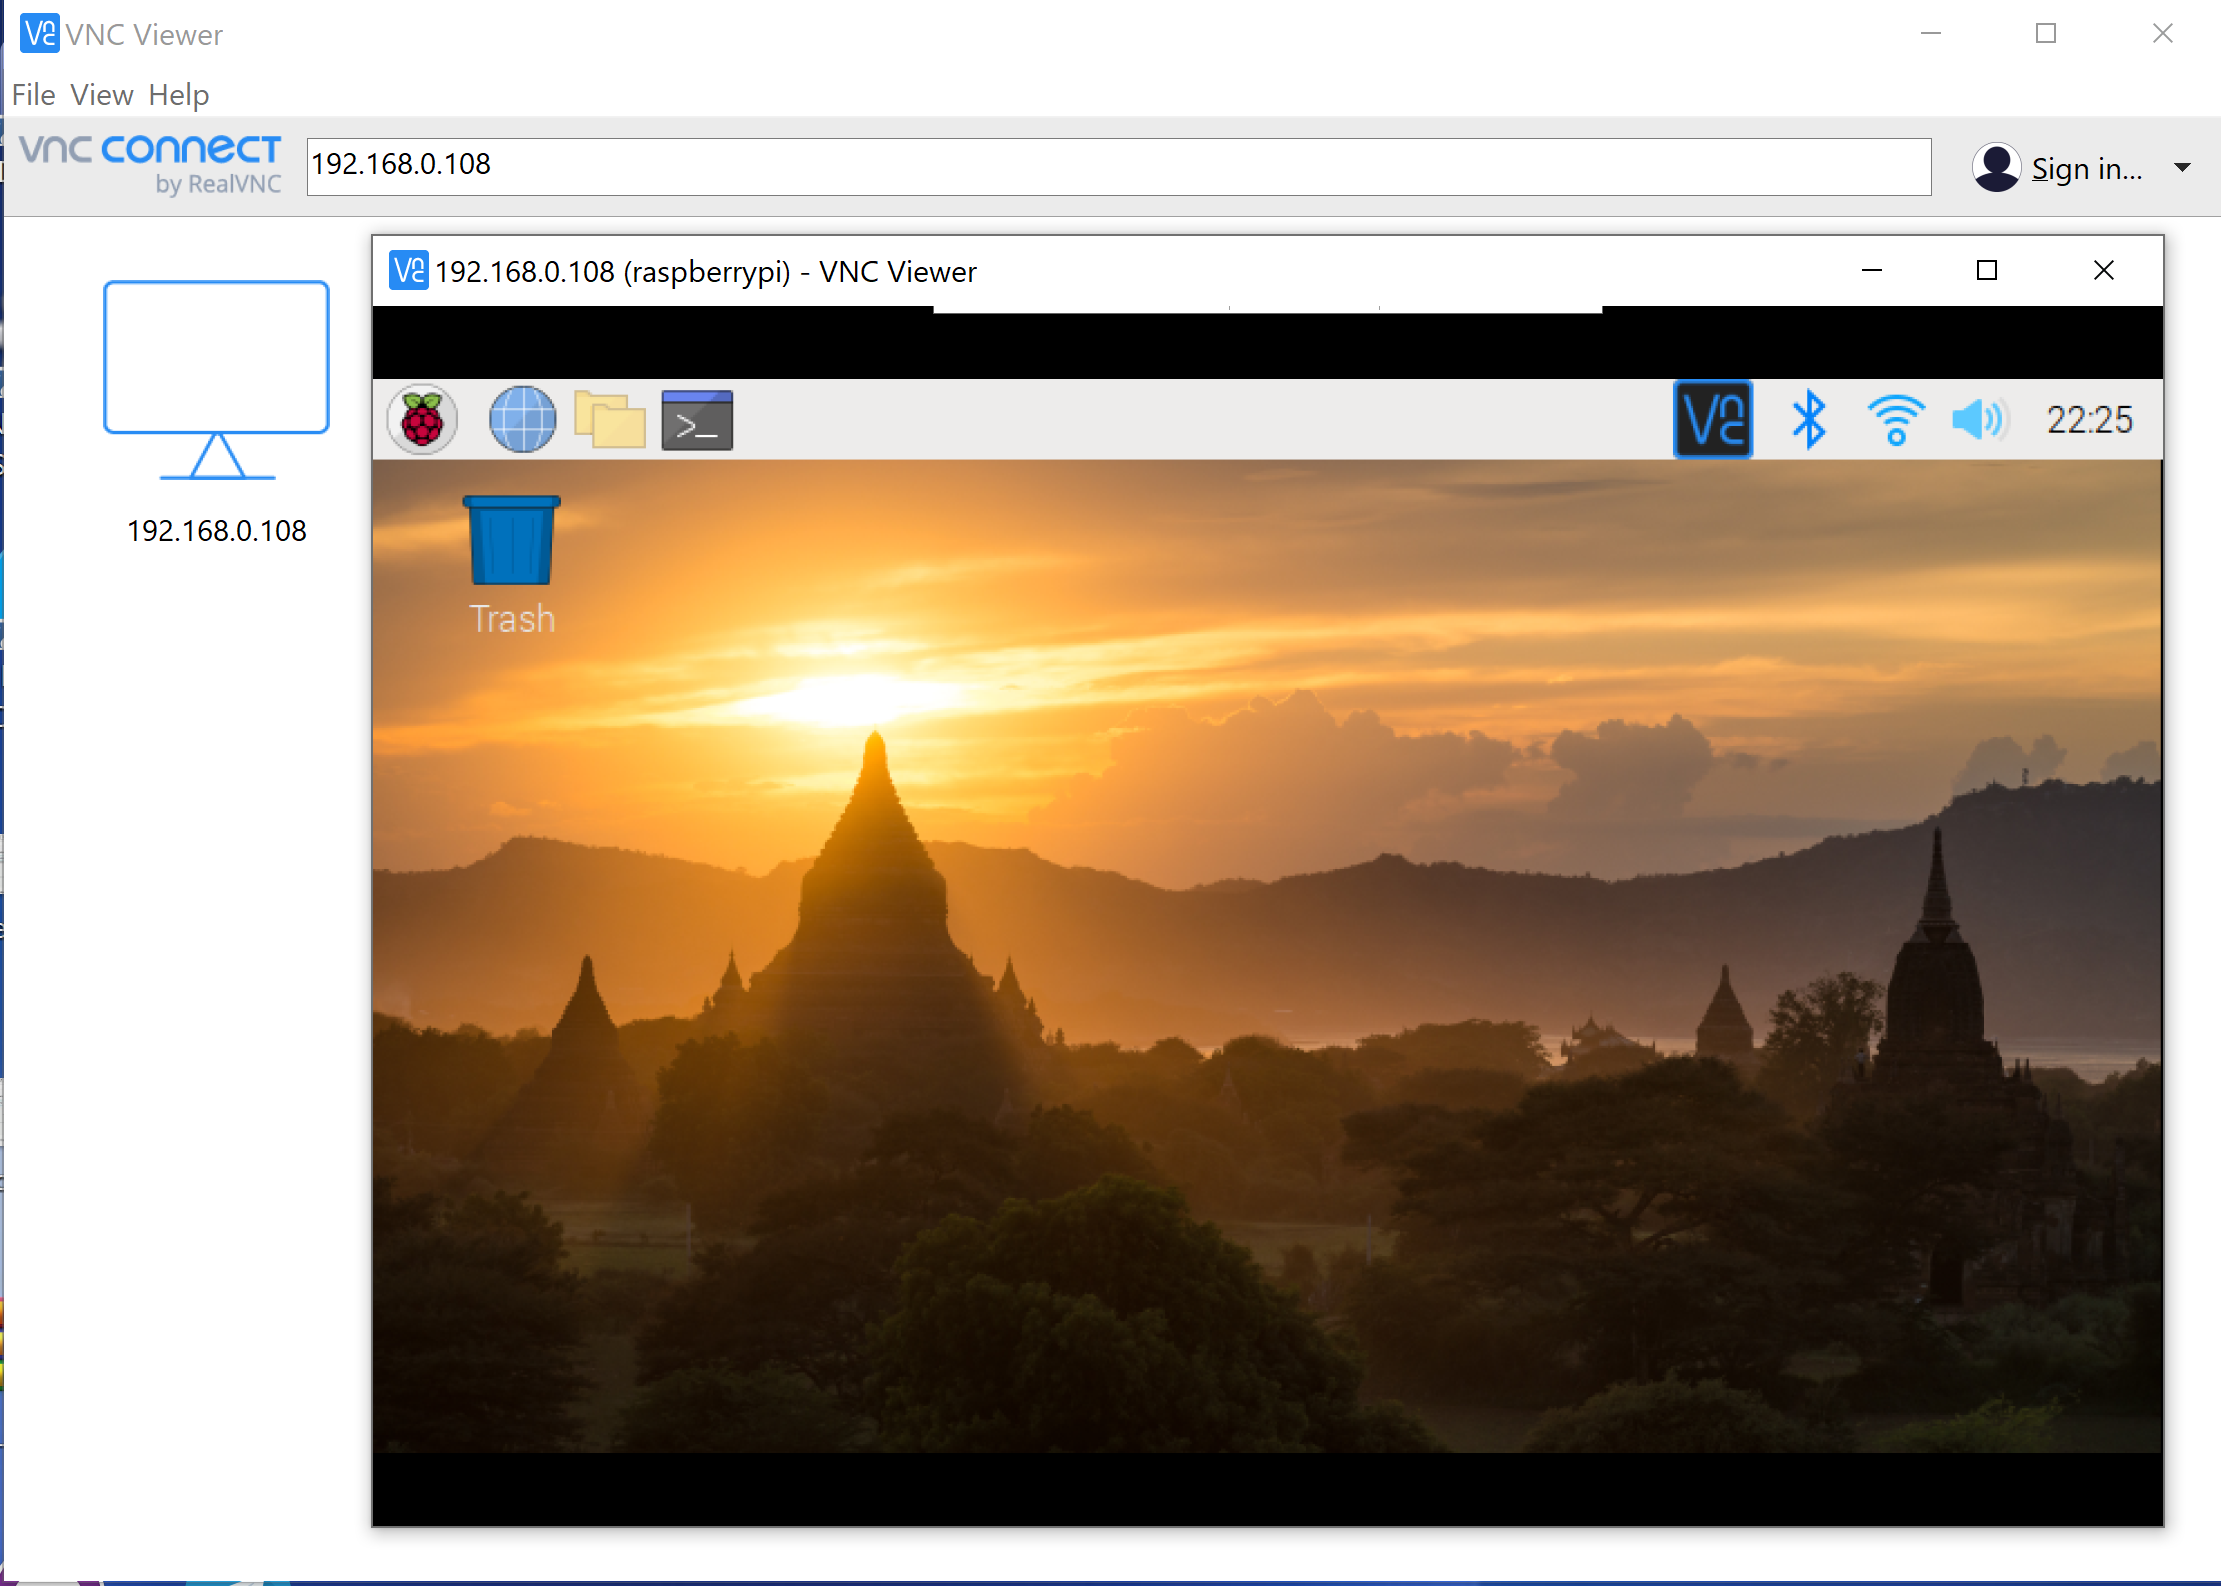 VNC Viewer
File View Help
vnc connect
by RealVNC
192.168.0.108
Sign in...
192.168.0.108
192.168.0.108 (raspberrypi) - VNC Viewer
>_
22:25
Trash